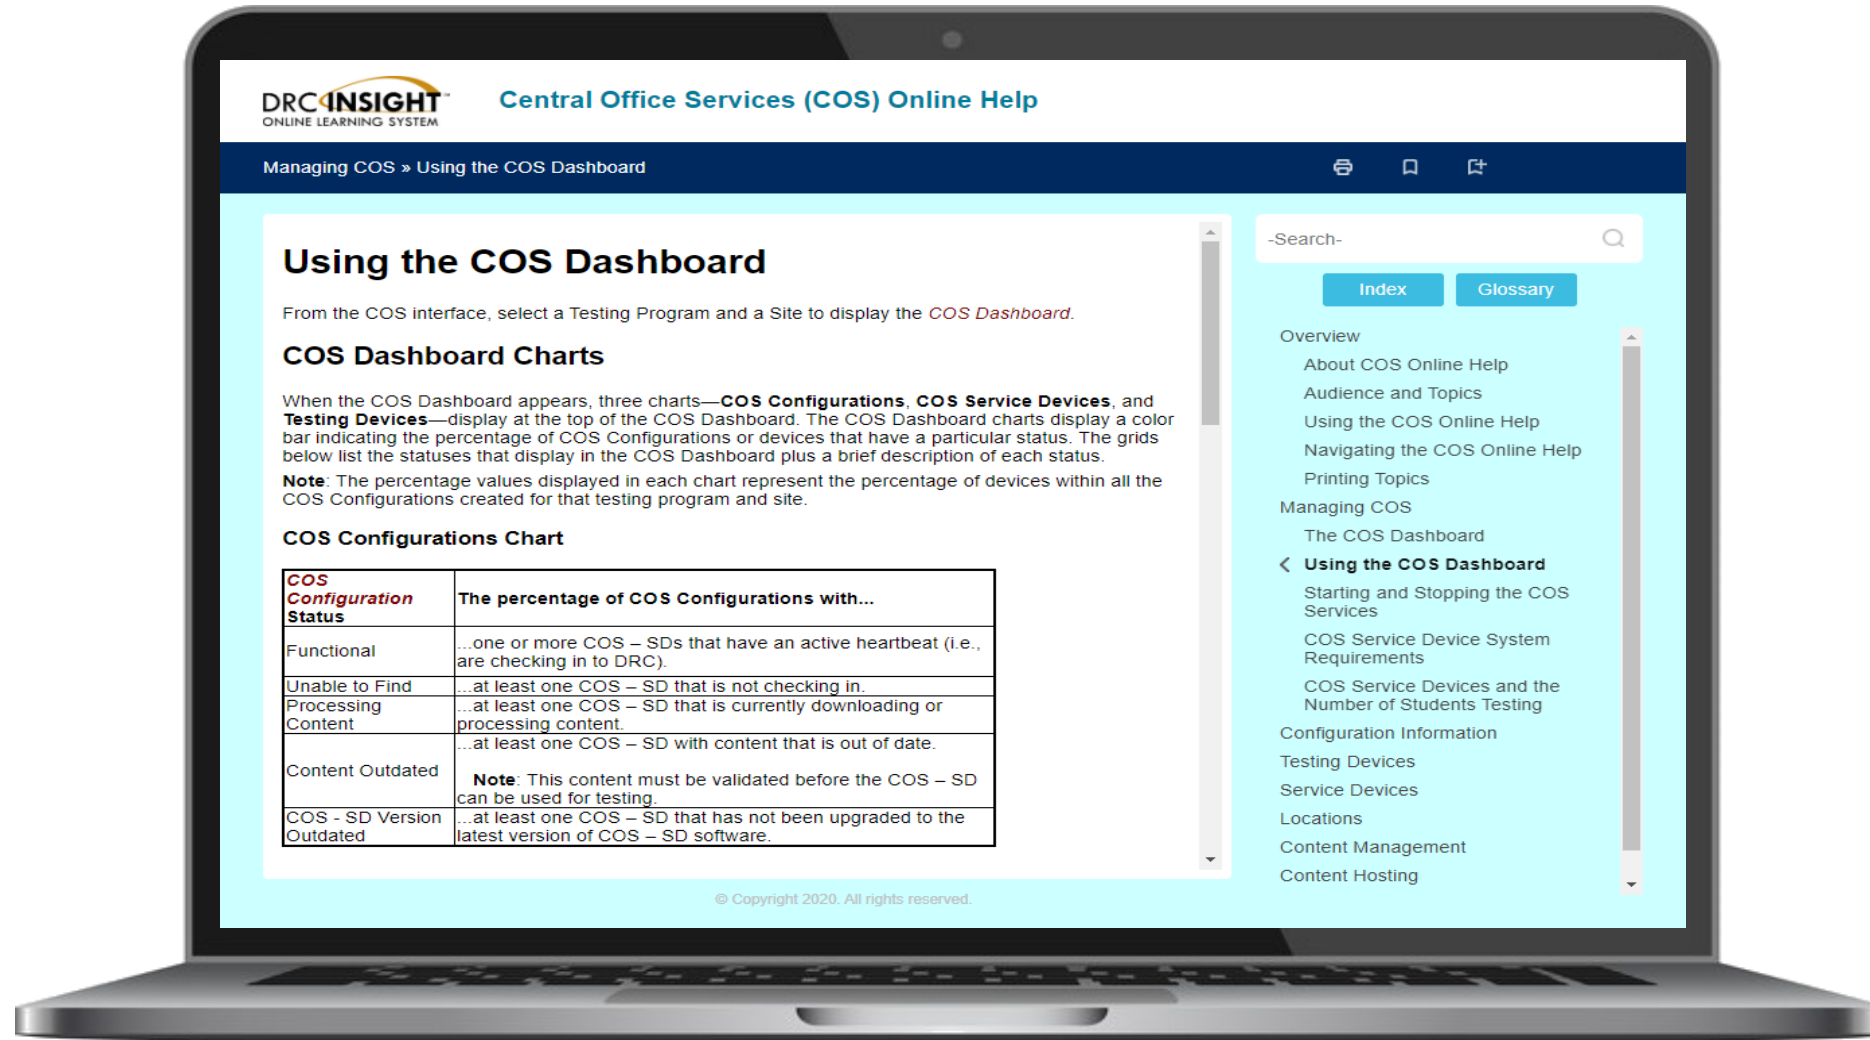 DRC INSIGHT™
ONLINE LEARNING SYSTEM
Central Office Services (COS) Online Help
Managing COS » Using the COS Dashboard
Using the COS Dashboard
From the COS interface, select a Testing Program and a Site to display the COS Dashboard.
COS Dashboard Charts
When the COS Dashboard appears, three charts—COS Configurations, COS Service Devices, and
Testing Devices—display at the top of the COS Dashboard. The COS Dashboard charts display a color
bar indicating the percentage of COS Configurations or devices that have a particular status. The grids
below list the statuses that display in the COS Dashboard plus a brief description of each status.
Note: The percentage values displayed in each chart represent the percentage of devices within all the
COS Configurations created for that testing program and site.
COS Configurations Chart
COS
Configuration
Status
The percentage of COS Configurations with...
Functional
...one or more COS – SDs that have an active heartbeat (i.e.,
are checking in to DRC).
Unable to Find
...at least one COS – SD that is not checking in.
Processing
Content
...at least one COS – SD that is currently downloading or
processing content.
Content Outdated
...at least one COS – SD with content that is out of date.
Note: This content must be validated before the COS – SD
can be used for testing.
COS - SD Version
Outdated
...at least one COS – SD that has not been upgraded to the
latest version of COS – SD software.
-Search-
Index
Glossary
Overview
About COS Online Help
Audience and Topics
Using the COS Online Help
Navigating the COS Online Help
Printing Topics
Managing COS
The COS Dashboard
Using the COS Dashboard
Starting and Stopping the COS
Services
COS Service Device System
Requirements
COS Service Devices and the
Number of Students Testing
Configuration Information
Testing Devices
Service Devices
Locations
Content Management
Content Hosting
© Copyright 2020. All rights reserved.